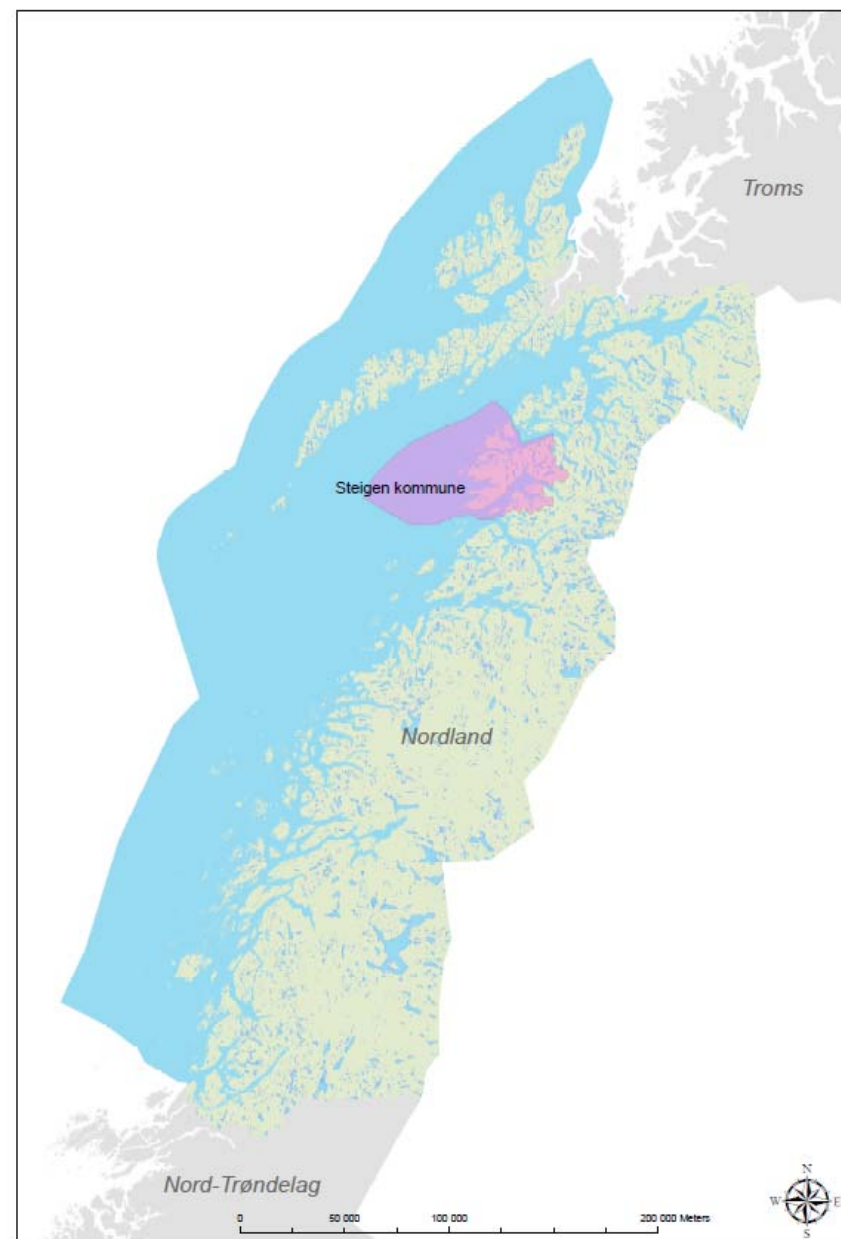 Troms
Steigen kommune
Nordland
Nord-Trøndelag
N
W E
S
0 50 000 100 000 200 000 Meters